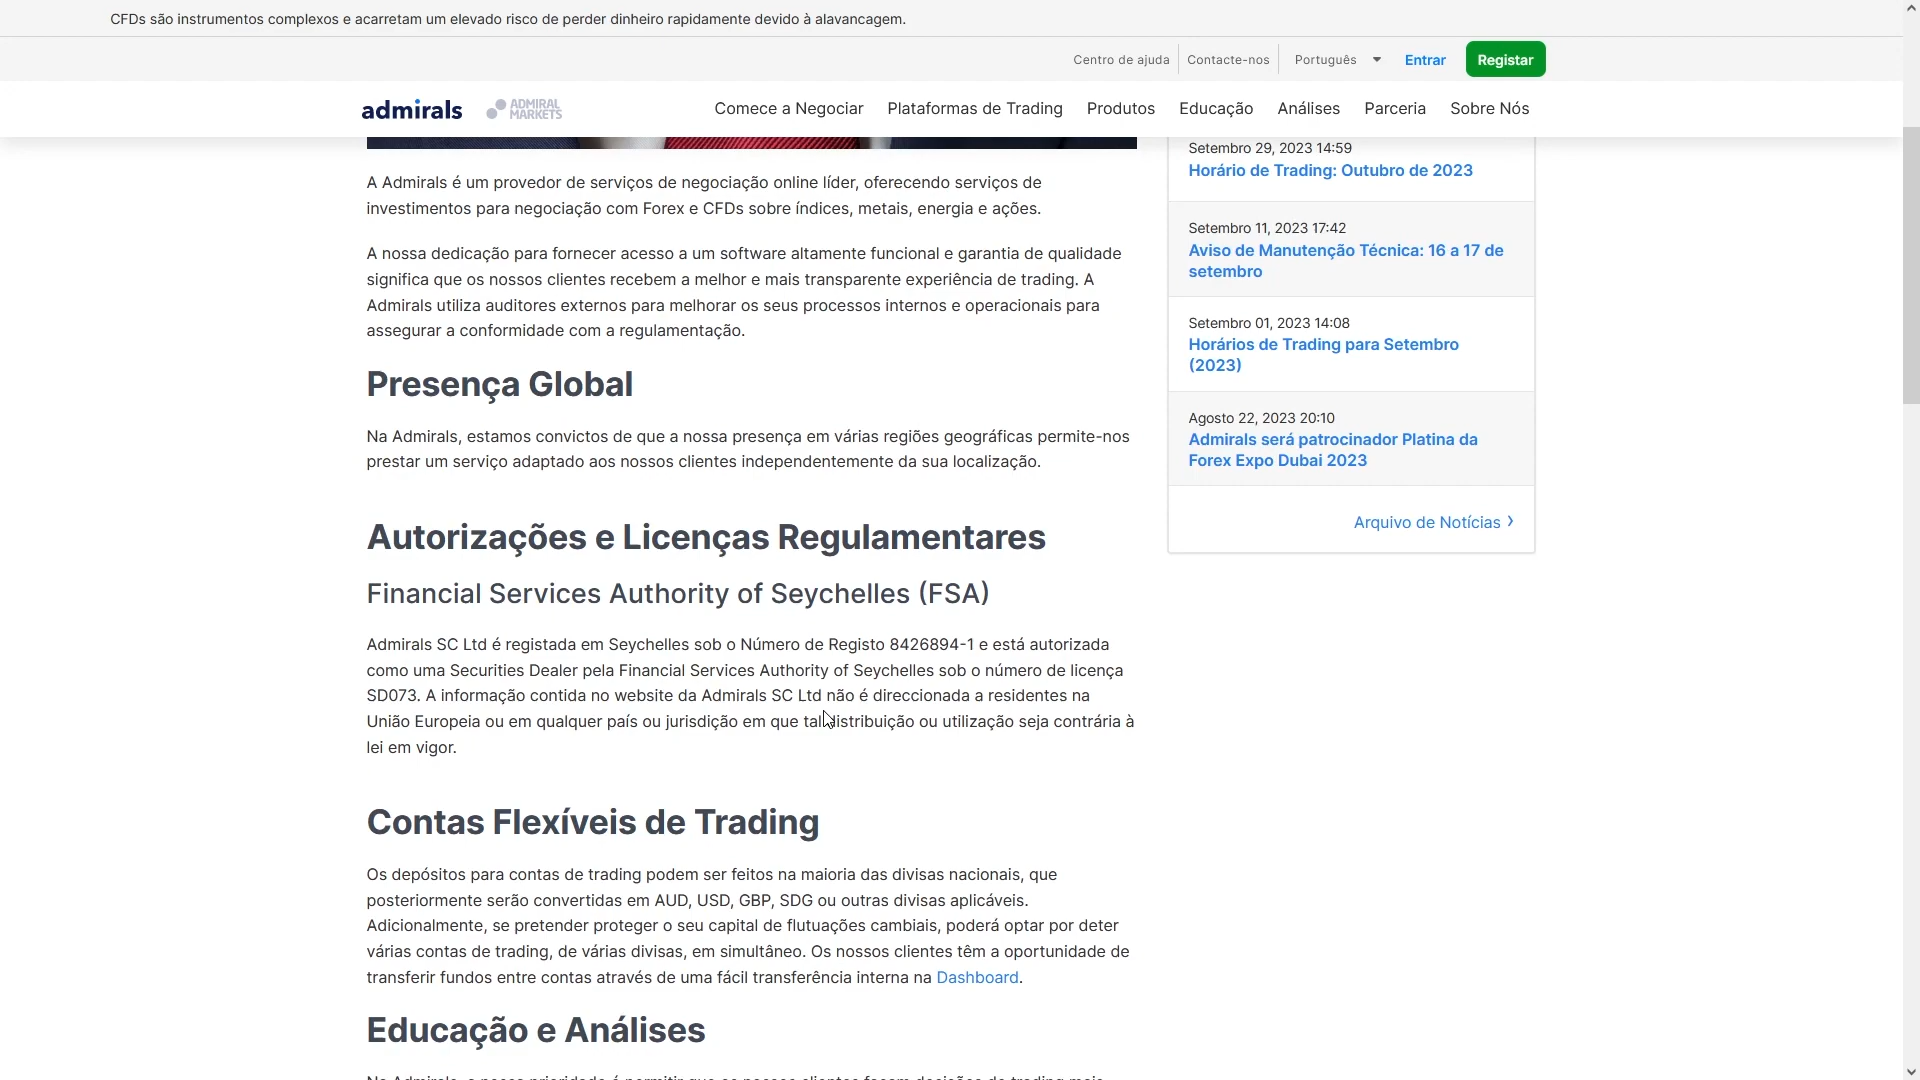 CFDs são instrumentos complexos e acarretam um elevado risco de perder dinheiro rapidamente devido à alavancagem.
Centro de ajuda
Contacte-nos
Português
Entrar
Registar
admirals
ADMIRAL
MARKETS
Comece a Negociar
Plataformas de Trading
Produtos
Educação
Análises
Parceria
Sobre Nós
A Admirals é um provedor de serviços de negociação online líder, oferecendo serviços de
investimentos para negociação com Forex e CFDs sobre índices, metais, energia e ações.
A nossa dedicação para fornecer acesso a um software altamente funcional e garantia de qualidade
significa que os nossos clientes recebem a melhor e mais transparente experiência de trading. A
Admirals utiliza auditores externos para melhorar os seus processos internos e operacionais para
assegurar a conformidade com a regulamentação.
Presença Global
Na Admirals, estamos convictos de que a nossa presença em várias regiões geográficas permite-nos
prestar um serviço adaptado aos nossos clientes independentemente da sua localização.
Autorizações e Licenças Regulamentares
Financial Services Authority of Seychelles (FSA)
Admirals SC Ltd é registada em Seychelles sob o Número de Registo 8426894-1 e está autorizada
como uma Securities Dealer pela Financial Services Authority of Seychelles sob o número de licença
SD073. A informação contida no website da Admirals SC Ltd não é direccionada a residentes na
União Europeia ou em qualquer país ou jurisdição em que tal distribuição ou utilização seja contrária à
lei em vigor.
Contas Flexíveis de Trading
Os depósitos para contas de trading podem ser feitos na maioria das divisas nacionais, que
posteriormente serão convertidas em AUD, USD, GBP, SDG ou outras divisas aplicáveis.
Adicionalmente, se pretender proteger o seu capital de flutuações cambiais, poderá optar por deter
várias contas de trading, de várias divisas, em simultâneo. Os nossos clientes têm a oportunidade de
transferir fundos entre contas através de uma fácil transferência interna na Dashboard.
Educação e Análises
Na Admirals, a nossa prioridade é permitir que os nossos clientes façam decisões de trading mais
Setembro 29, 2023 14:59
Horário de Trading: Outubro de 2023
Setembro 11, 2023 17:42
Aviso de Manutenção Técnica: 16 a 17 de
setembro
Setembro 01, 2023 14:08
Horários de Trading para Setembro
(2023)
Agosto 22, 2023 20:10
Admirals será patrocinador Platina da
Forex Expo Dubai 2023
Arquivo de Notícias